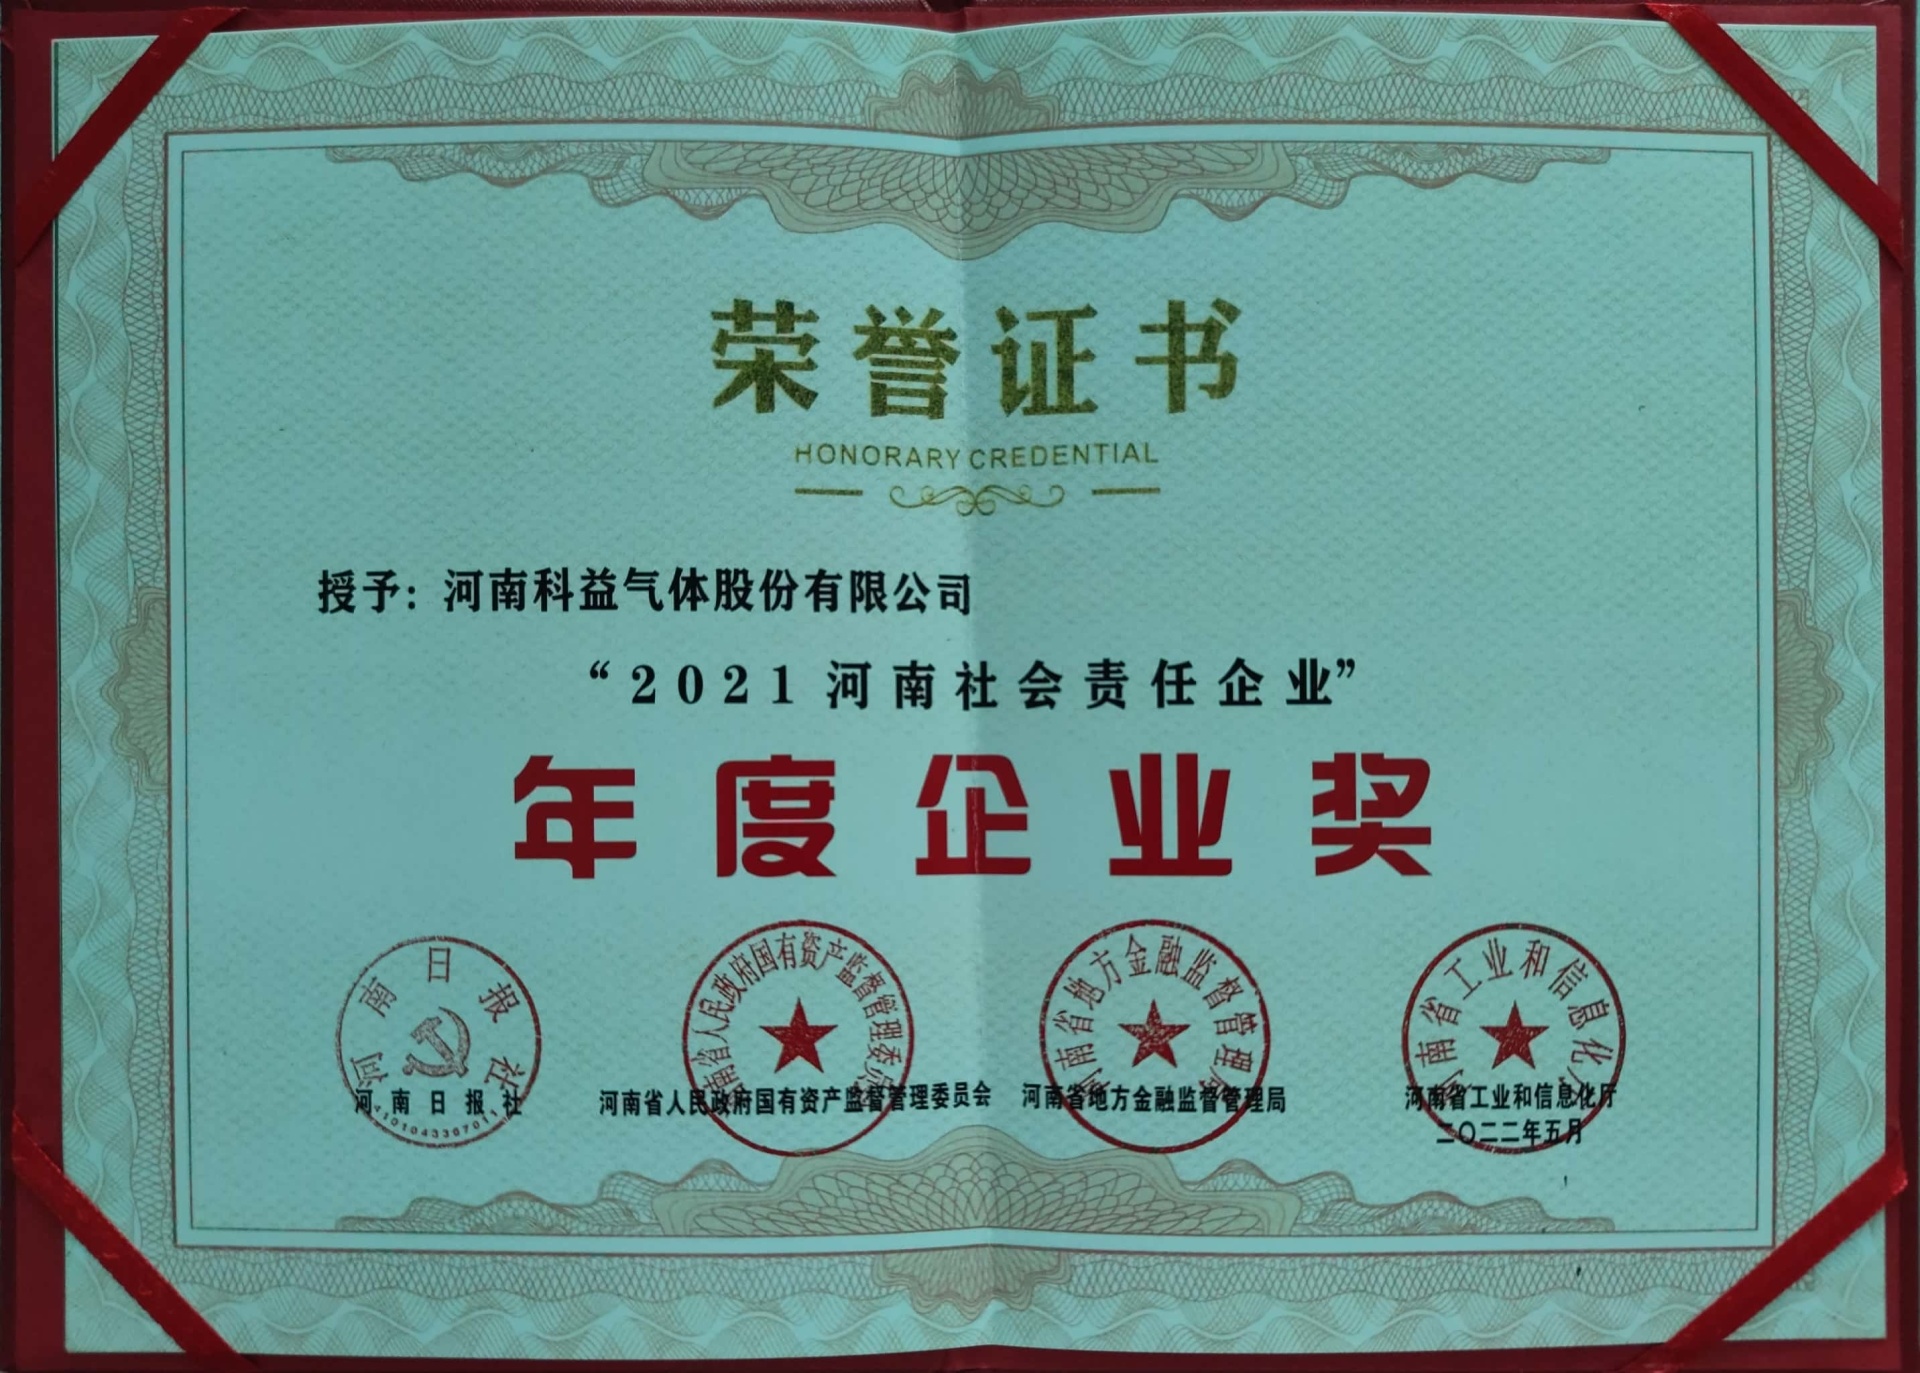 荣誉证书
HONORARY CREDENTIAL
授予：河南科益气体股份有限公司
“2021河南社会责任企业”
年度企业奖
河南日报社
河南省人民政府国有资产监督管理委员会
河南省地方金融监督管理局
河南省工业和信息化厅
河南日报社
河南省人民政府国有资产监督管理委员会
河南省地方金融监督管理局
河南省工业和信息化厅
二〇二二年五月